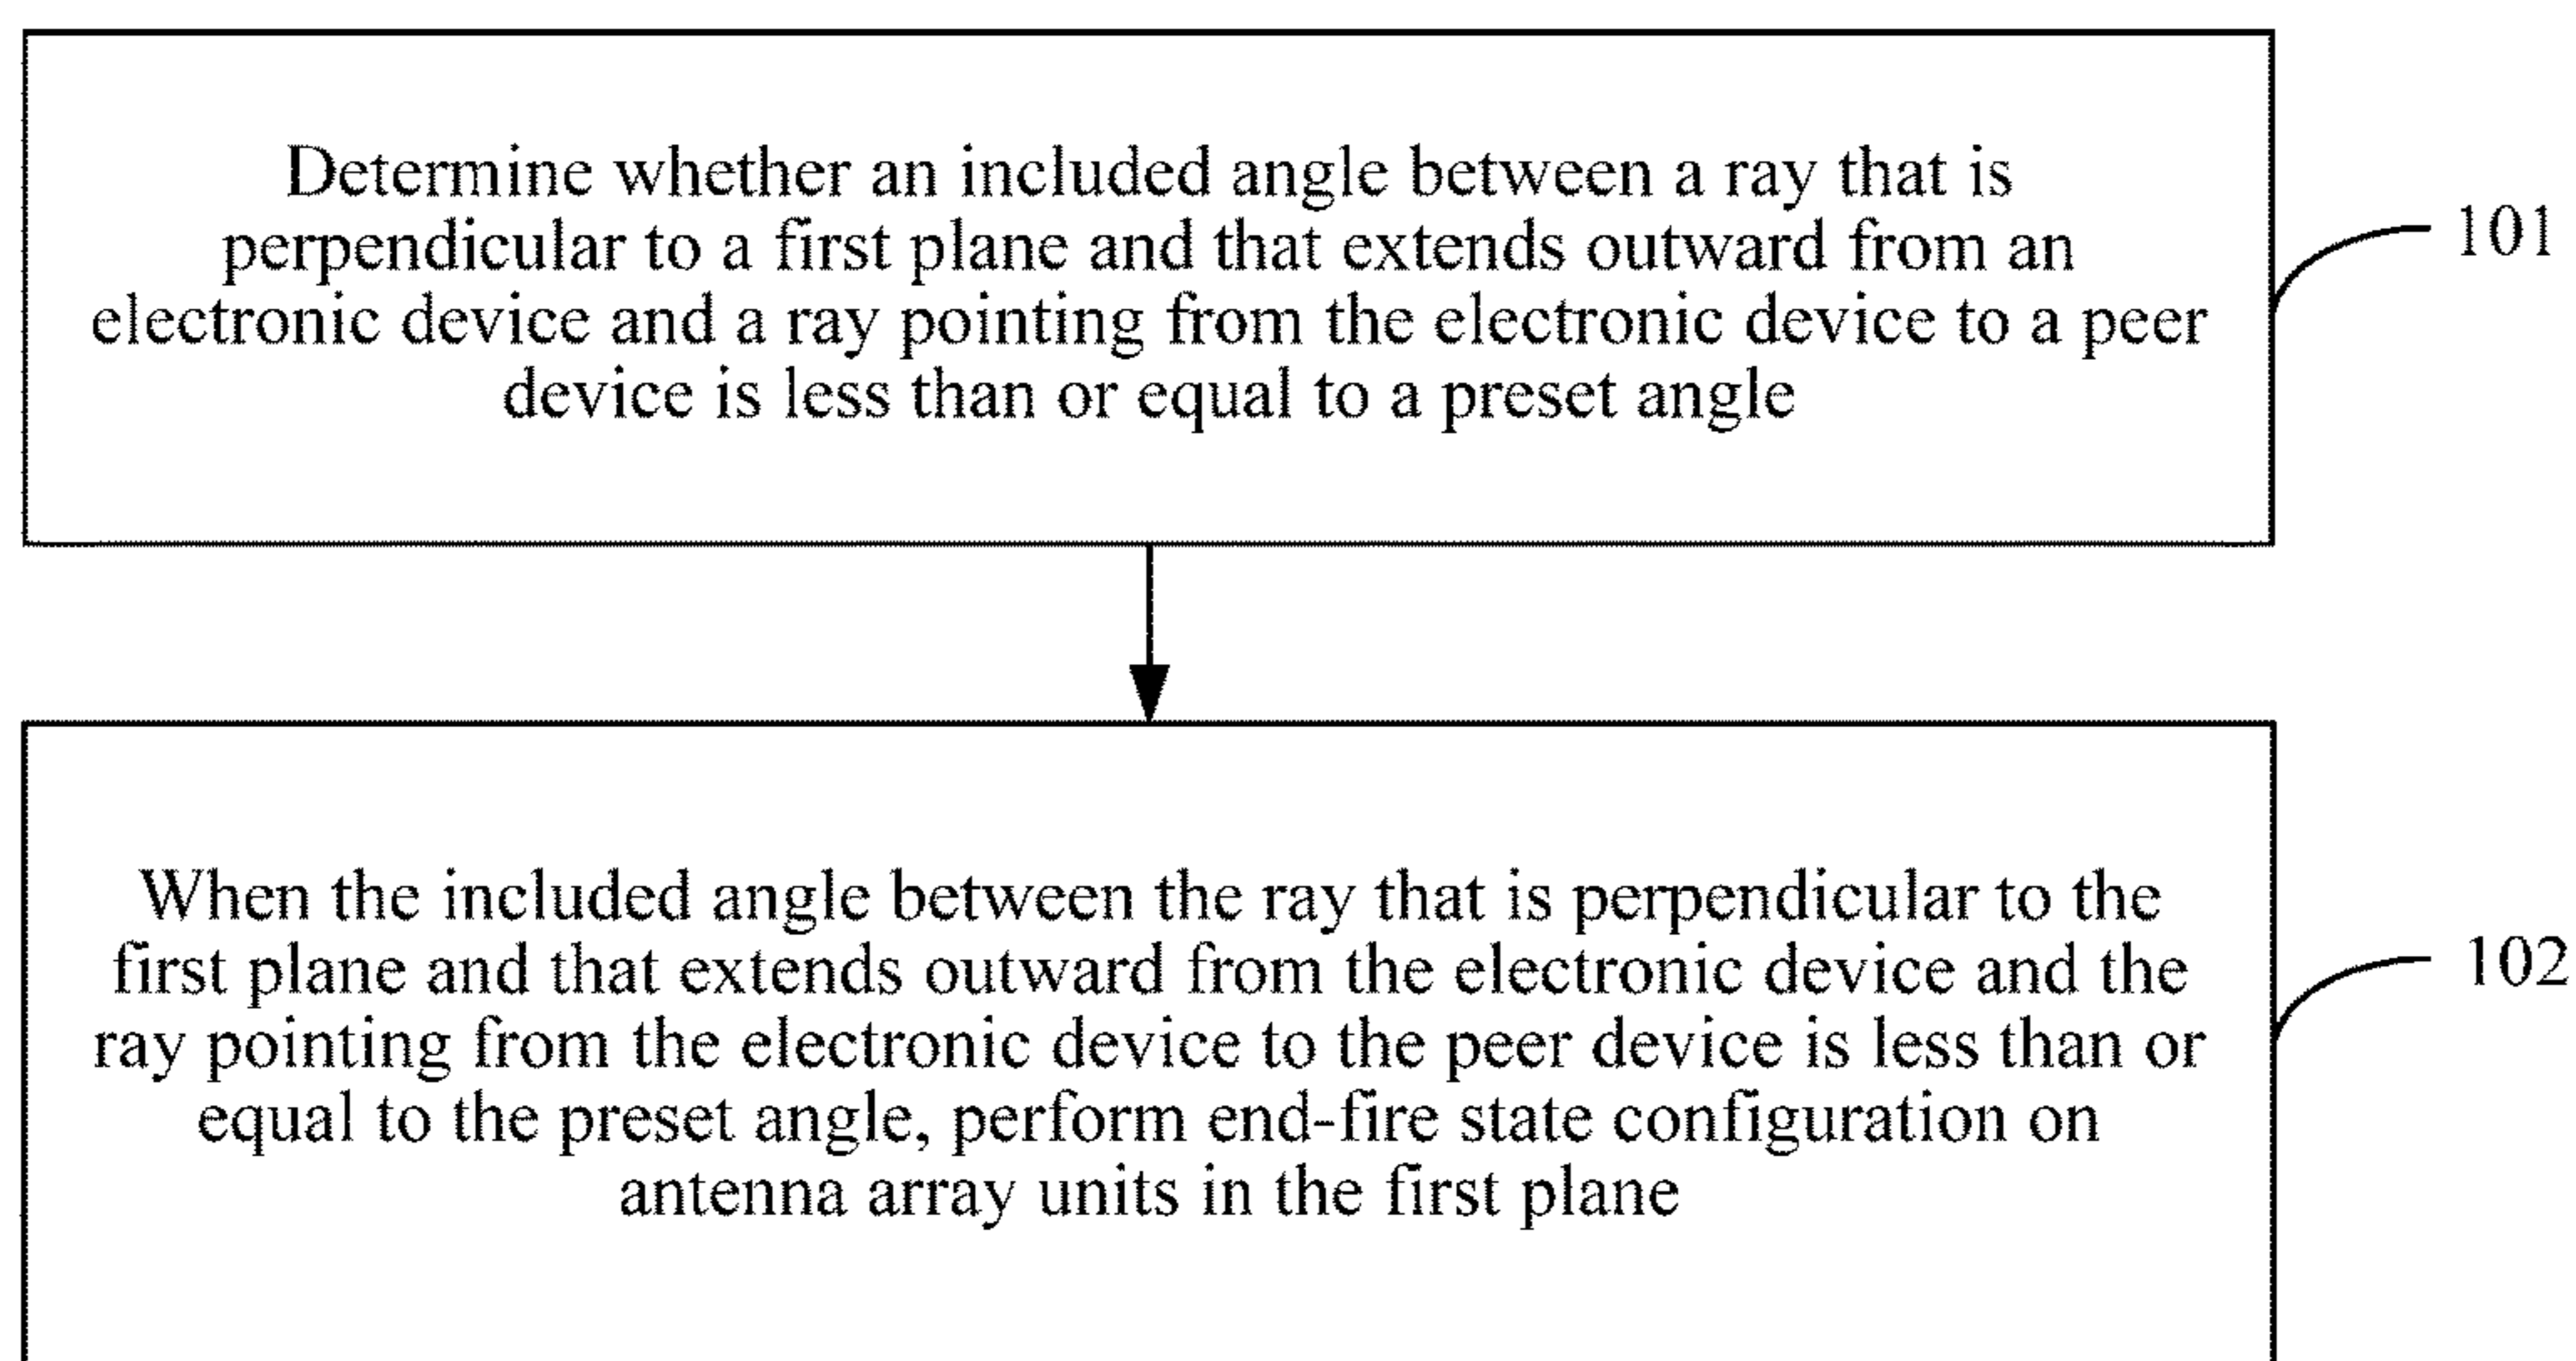 Determine whether an included angle between a ray that is
perpendicular to a first plane and that extends outward from an
electronic device and a ray pointing from the electronic device to a peer
device is less than or equal to a preset angle
101
When the included angle between the ray that is perpendicular to the
first plane and that extends outward from the electronic device and the
ray pointing from the electronic device to the peer device is less than or
equal to the preset angle, perform end-fire state configuration on
antenna array units in the first plane
102